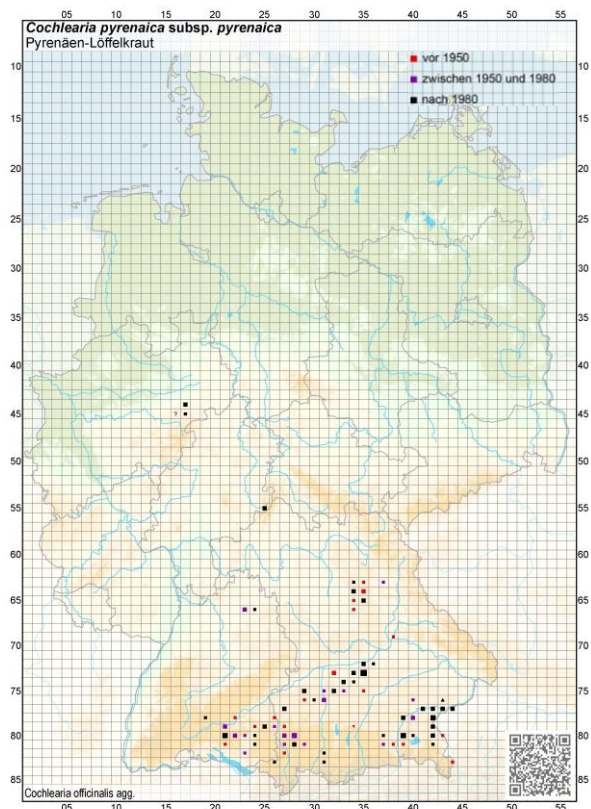 05 10 15 20 25 30 35 40 45 50 55
Cochlearia pyrenaica subsp. pyrenaica
Pyrenäen-Löffelkraut
vor 1950
zwischen 1950 und 1980
nach 1980
10 10
15 15
20 20
25 25
30 30
35 35
40 40
45 ? 45
50 50
55 55
60 60
65 65
70 70
75 75
80 80
85 85
Cochlearia officinalis agg.
05 10 15 20 25 30 35 40 45 50 55